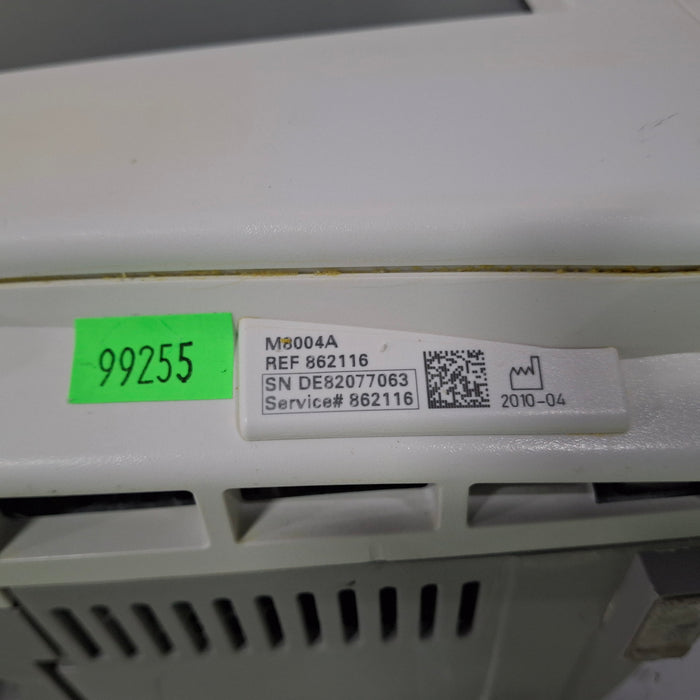 99255
M8004A
REF 862116
SN DE82077063
Service# 862116
2010-04